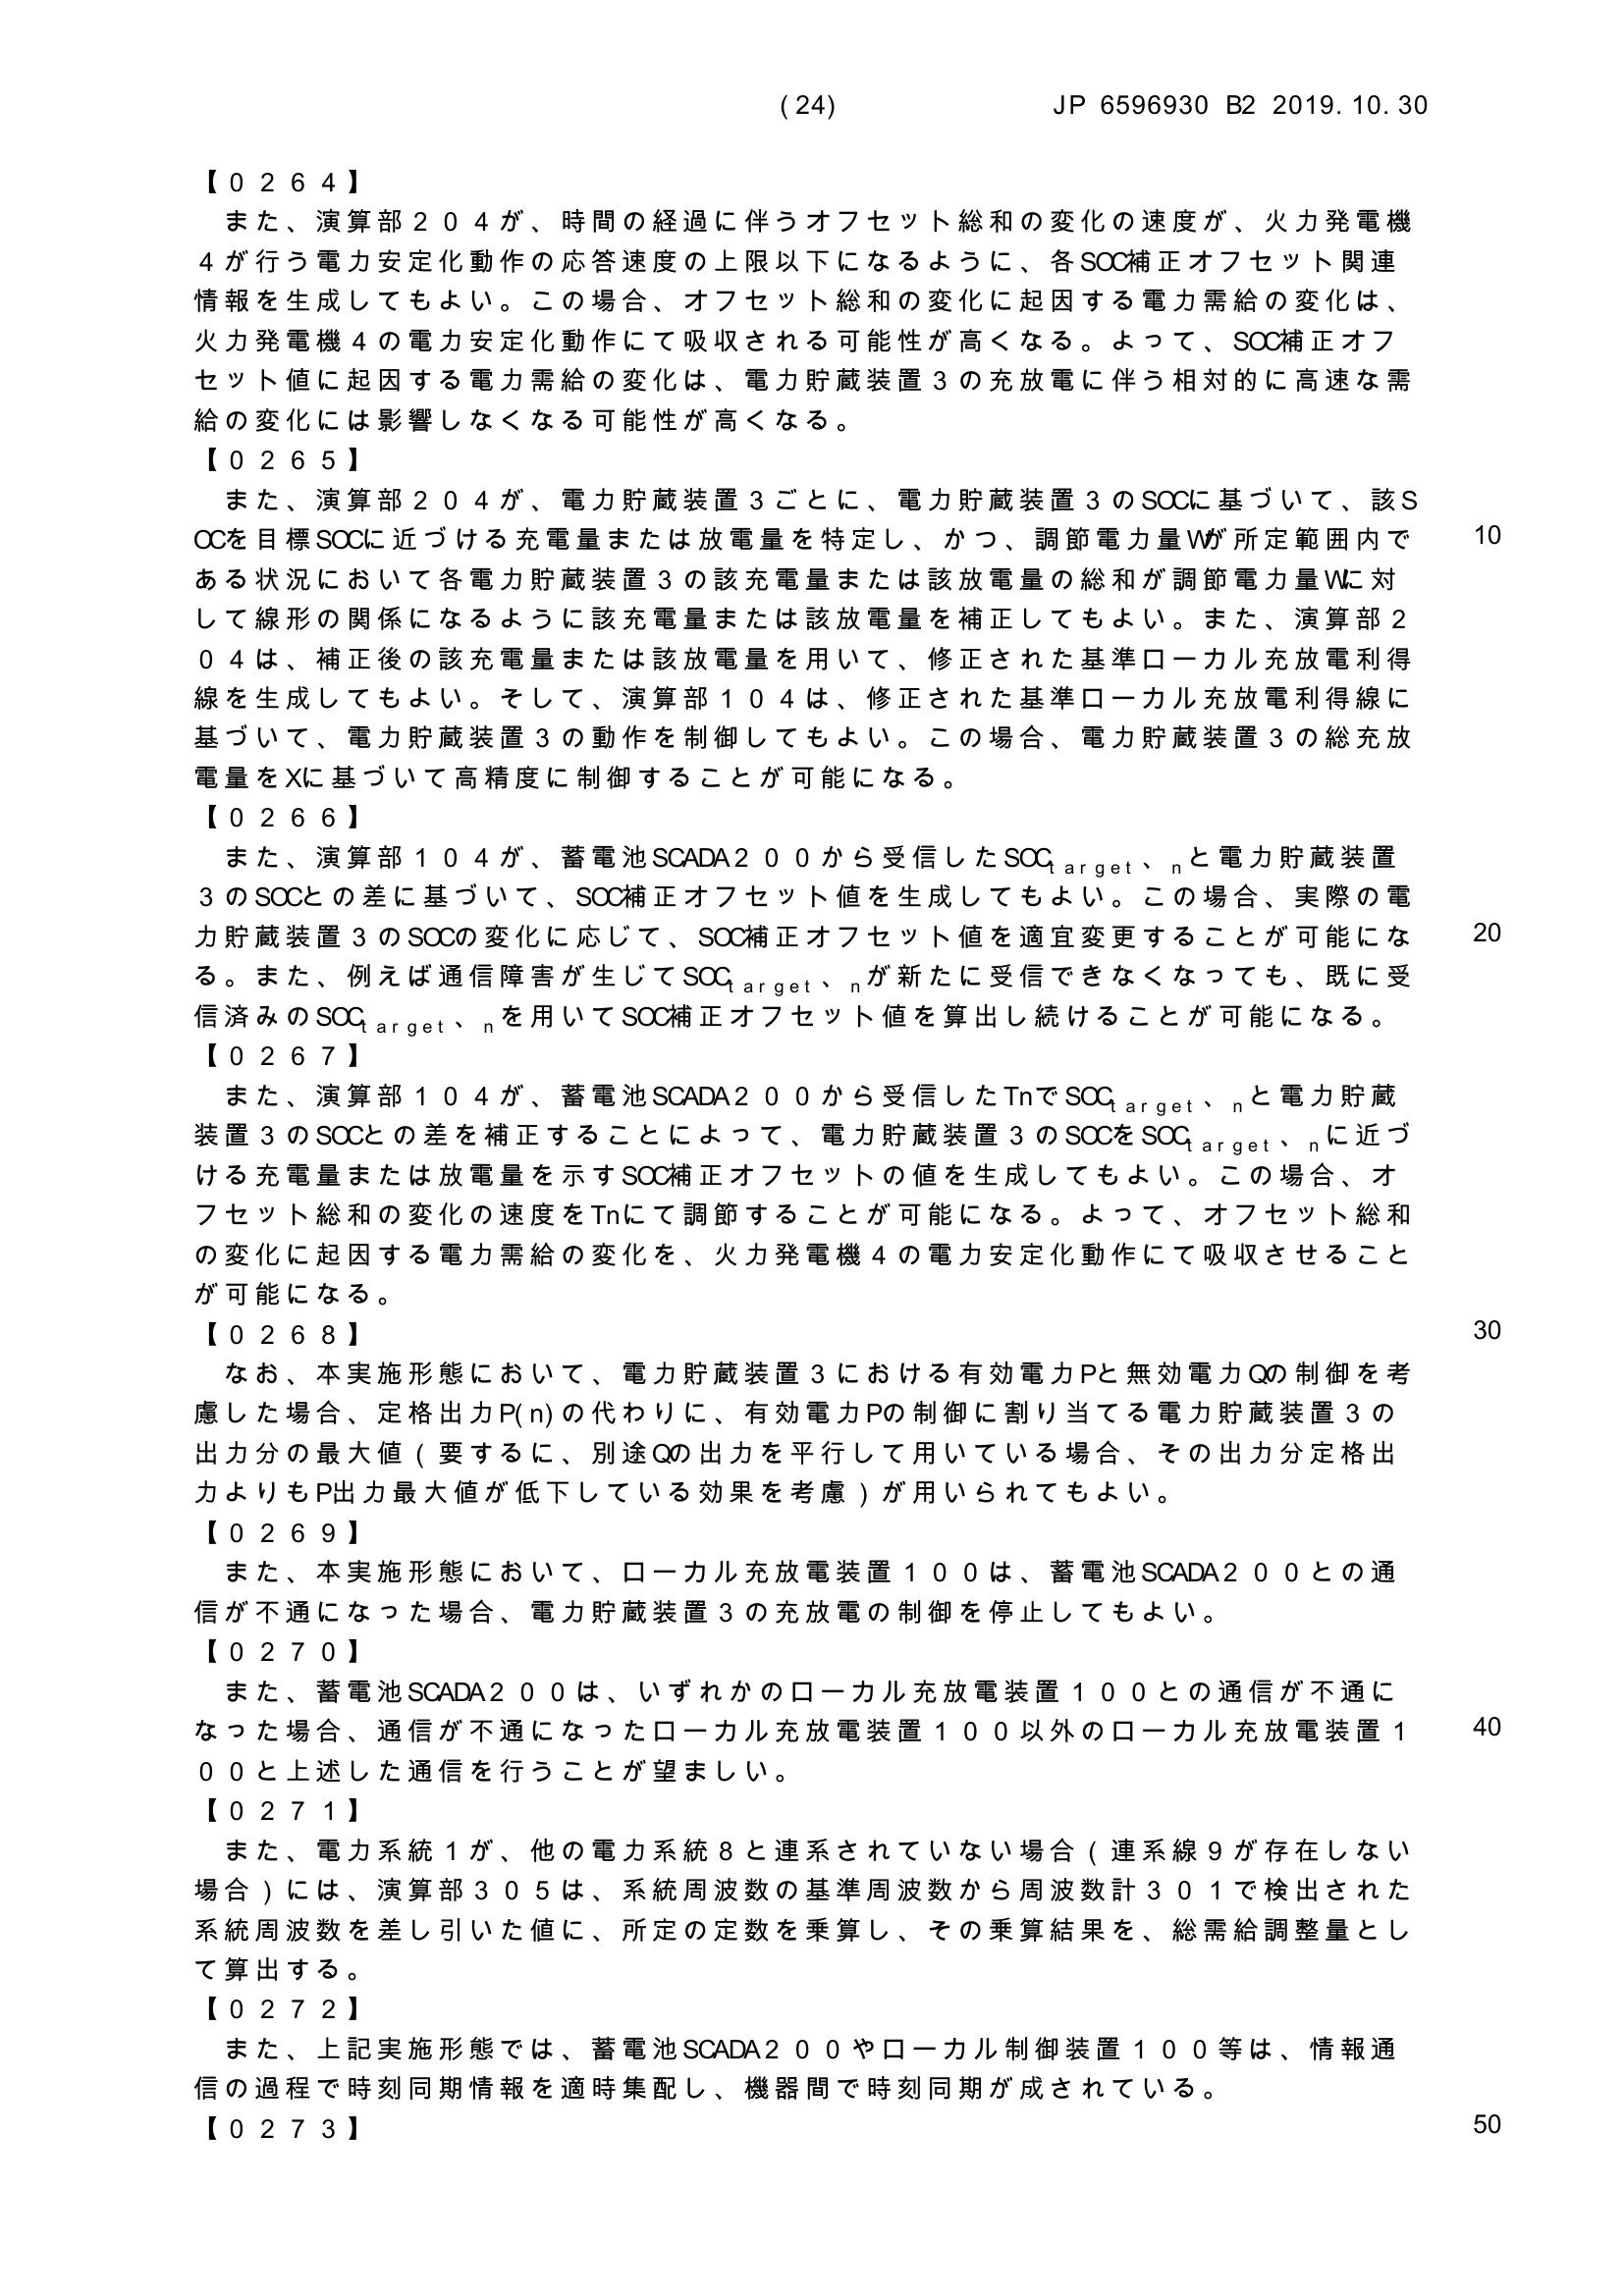 (24) JP 6596930 B2 2019.10.30
【０２６４】
　また、演算部２０４が、時間の経過に伴うオフセット総和の変化の速度が、火力発電機
４が行う電力安定化動作の応答速度の上限以下になるように、各SOC補正オフセット関連
情報を生成してもよい。この場合、オフセット総和の変化に起因する電力需給の変化は、
火力発電機４の電力安定化動作にて吸収される可能性が高くなる。よって、SOC補正オフ
セット値に起因する電力需給の変化は、電力貯蔵装置３の充放電に伴う相対的に高速な需
給の変化には影響しなくなる可能性が高くなる。
【０２６５】
　また、演算部２０４が、電力貯蔵装置３ごとに、電力貯蔵装置３のSOCに基づいて、該S
OCを目標SOCに近づける充電量または放電量を特定し、かつ、調節電力量Wが所定範囲内で
10
ある状況において各電力貯蔵装置３の該充電量または該放電量の総和が調節電力量Wに対
して線形の関係になるように該充電量または該放電量を補正してもよい。また、演算部２
０４は、補正後の該充電量または該放電量を用いて、修正された基準ローカル充放電利得
線を生成してもよい。そして、演算部１０４は、修正された基準ローカル充放電利得線に
基づいて、電力貯蔵装置３の動作を制御してもよい。この場合、電力貯蔵装置３の総充放
電量をXに基づいて高精度に制御することが可能になる。
【０２６６】
　また、演算部１０４が、蓄電池SCADA２００から受信したSOCtarget、nと電力貯蔵装置
３のSOCとの差に基づいて、SOC補正オフセット値を生成してもよい。この場合、実際の電
力貯蔵装置３のSOCの変化に応じて、SOC補正オフセット値を適宜変更することが可能にな
20
る。また、例えば通信障害が生じてSOCtarget、nが新たに受信できなくなっても、既に受
信済みのSOCtarget、nを用いてSOC補正オフセット値を算出し続けることが可能になる。
【０２６７】
　また、演算部１０４が、蓄電池SCADA２００から受信したTnでSOCtarget、nと電力貯蔵
装置３のSOCとの差を補正することによって、電力貯蔵装置３のSOCをSOCtarget、nに近づ
ける充電量または放電量を示すSOC補正オフセットの値を生成してもよい。この場合、オ
フセット総和の変化の速度をTnにて調節することが可能になる。よって、オフセット総和
の変化に起因する電力需給の変化を、火力発電機４の電力安定化動作にて吸収させること
が可能になる。
【０２６８】
30
　なお、本実施形態において、電力貯蔵装置３における有効電力Pと無効電力Qの制御を考
慮した場合、定格出力P(n)の代わりに、有効電力Pの制御に割り当てる電力貯蔵装置３の
出力分の最大値(要するに、別途Qの出力を平行して用いている場合、その出力分定格出
力よりもP出力最大値が低下している効果を考慮)が用いられてもよい。
【０２６９】
　また、本実施形態において、ローカル充放電装置１００は、蓄電池SCADA２００との通
信が不通になった場合、電力貯蔵装置３の充放電の制御を停止してもよい。
【０２７０】
　また、蓄電池SCADA２００は、いずれかのローカル充放電装置１００との通信が不通に
なった場合、通信が不通になったローカル充放電装置１００以外のローカル充放電装置１
40
００と上述した通信を行うことが望ましい。
【０２７１】
　また、電力系統１が、他の電力系統８と連系されていない場合(連系線９が存在しない
場合)には、演算部３０５は、系統周波数の基準周波数から周波数計３０１で検出された
系統周波数を差し引いた値に、所定の定数を乗算し、その乗算結果を、総需給調整量とし
て算出する。
【０２７２】
　また、上記実施形態では、蓄電池SCADA２００やローカル制御装置１００等は、情報通
信の過程で時刻同期情報を適時集配し、機器間で時刻同期が成されている。
【０２７３】
50